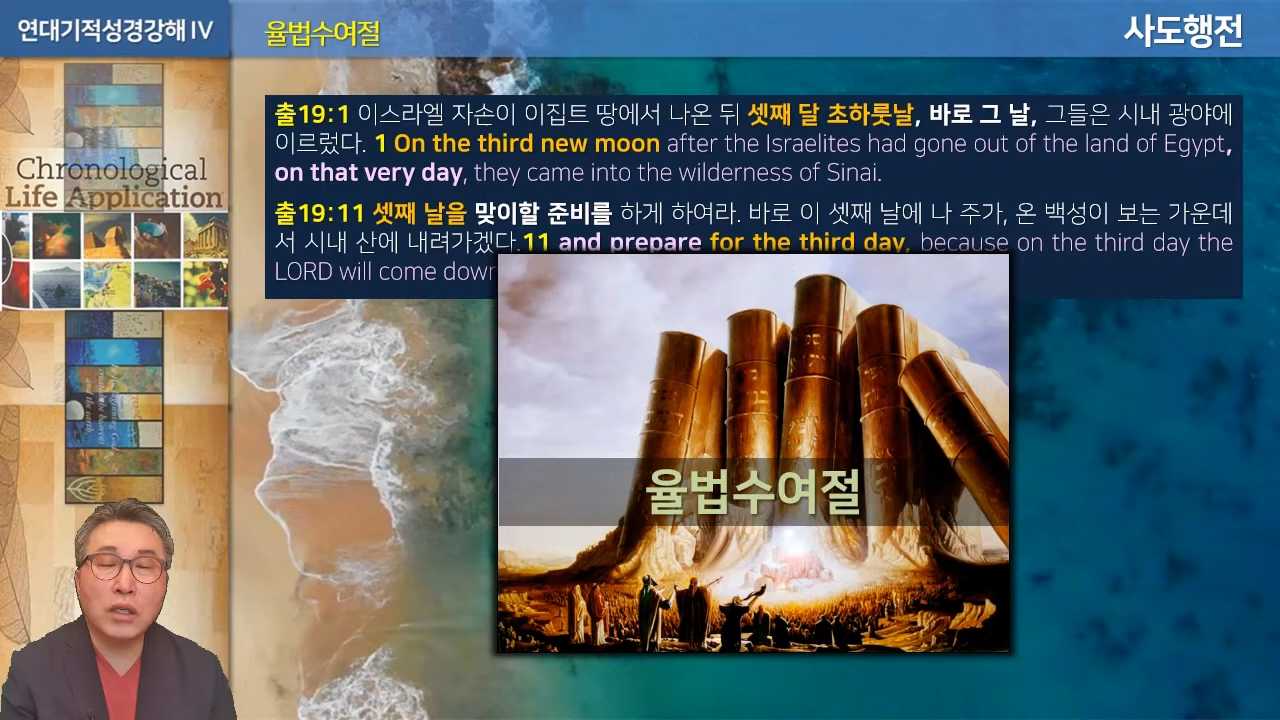 연대기적성경강해 IV
율법수여절
사도행전
Chronological
Life Application
출19:1 이스라엘 자손이 이집트 땅에서 나온 뒤 셋째 달 초하룻날, 바로 그 날, 그들은 시내 광야에
이르렀다. 1 On the third new moon after the Israelites had gone out of the land of Egypt,
on that very day, they came into the wilderness of Sinai.
출19:11 셋째 날을 맞이할 준비를 하게 하여라. 바로 이 셋째 날에 나 주가, 온 백성이 보는 가운데
서 시내 산에 내려가겠다.11 and prepare for the third day, because on the third day the
LORD will come down
율법수여절